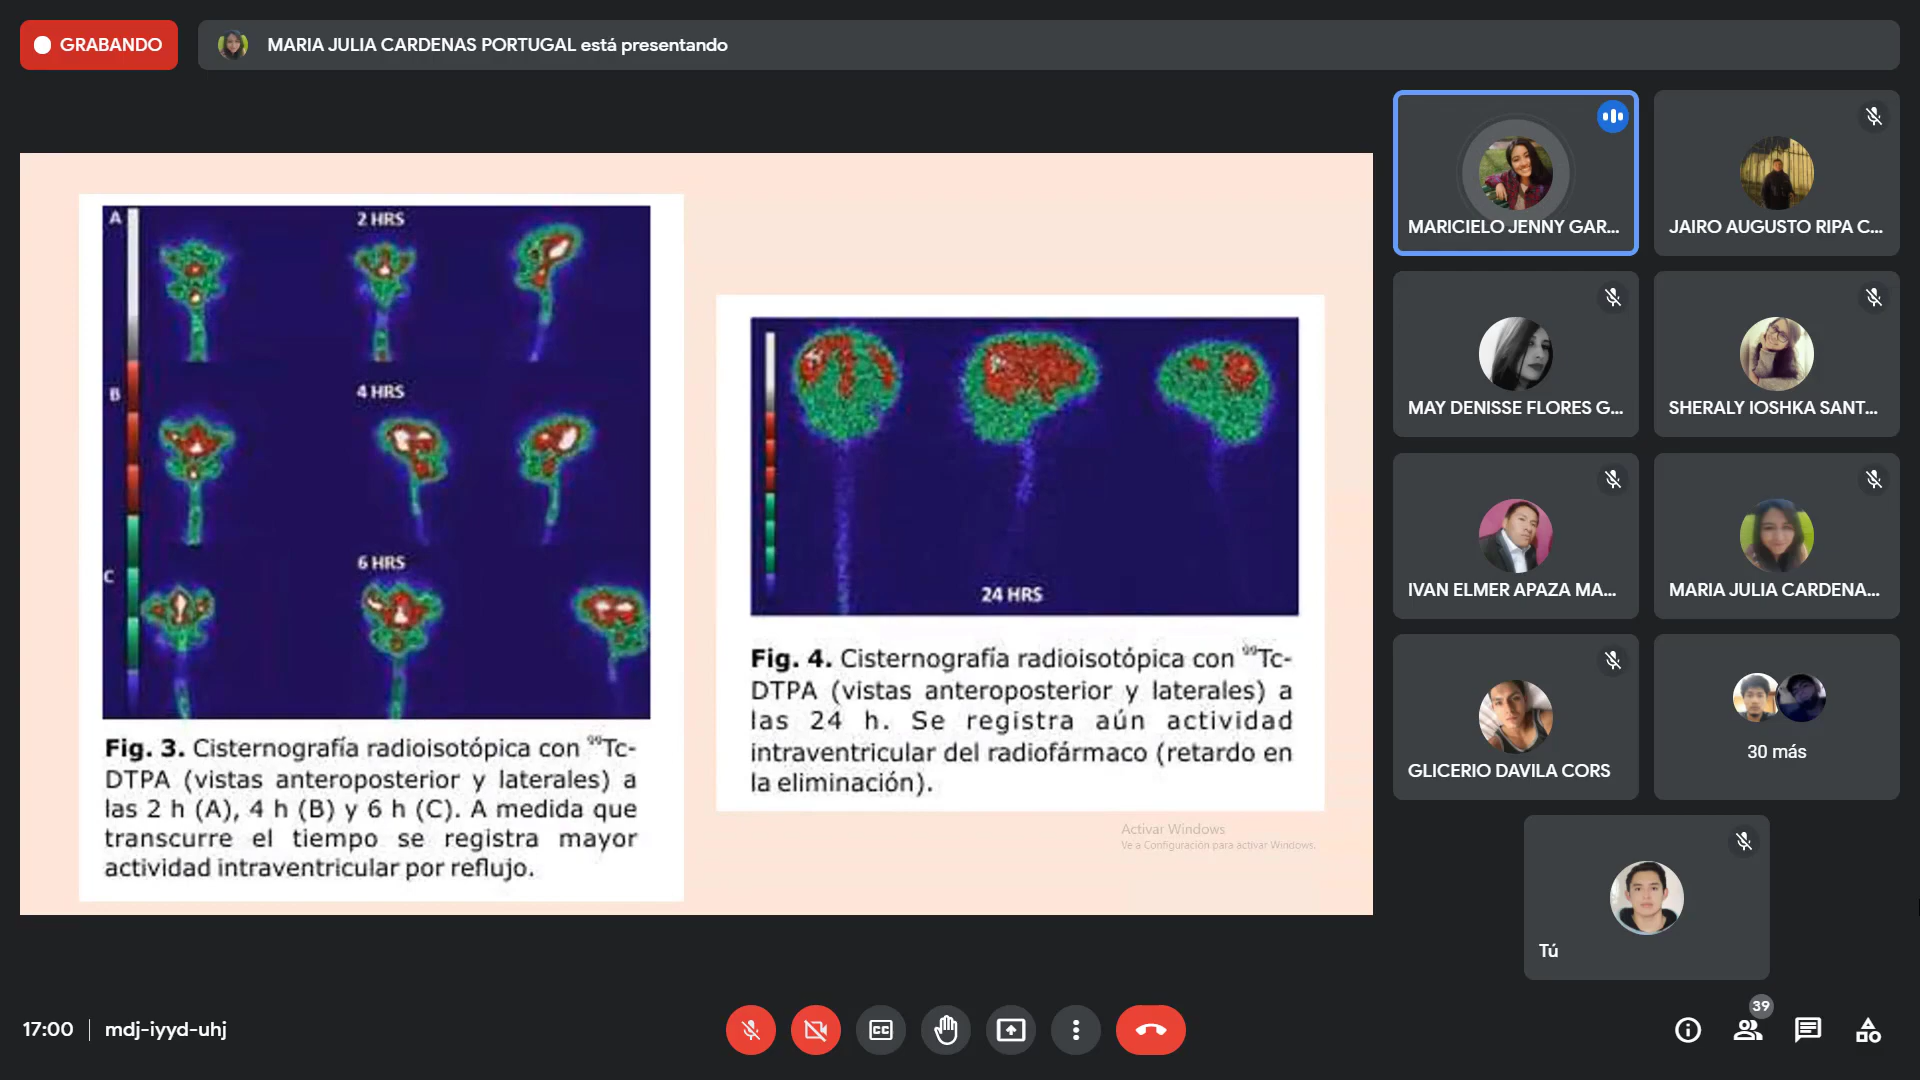 GRABANDO
MARIA JULIA CARDENAS PORTUGAL está presentando
A
2 HRS
B
4 HRS
C
6 HRS
Fig. 3. Cisternografía radioisotópica con ⁹⁹Tc-
DTPA (vistas anteroposterior y laterales) a
las 2 h (A), 4 h (B) y 6 h (C). A medida que
transcurre el tiempo se registra mayor
actividad intraventricular por reflujo.
24 HRS
Fig. 4. Cisternografía radioisotópica con ⁹⁹Tc-
DTPA (vistas anteroposterior y laterales) a
las 24 h. Se registra aún actividad
intraventricular del radiofármaco (retardo en
la eliminación).
Activar Windows
Ve a Configuración para activar Windows.
MARICIELO JENNY GAR...
JAIRO AUGUSTO RIPA C...
MAY DENISSE FLORES G...
SHERALY IOSHKA SANT...
IVAN ELMER APAZA MA...
MARIA JULIA CARDENA...
GLICERIO DAVILA CORS
30 más
Tú
17:00
mdj-iyyd-uhj
CC
39